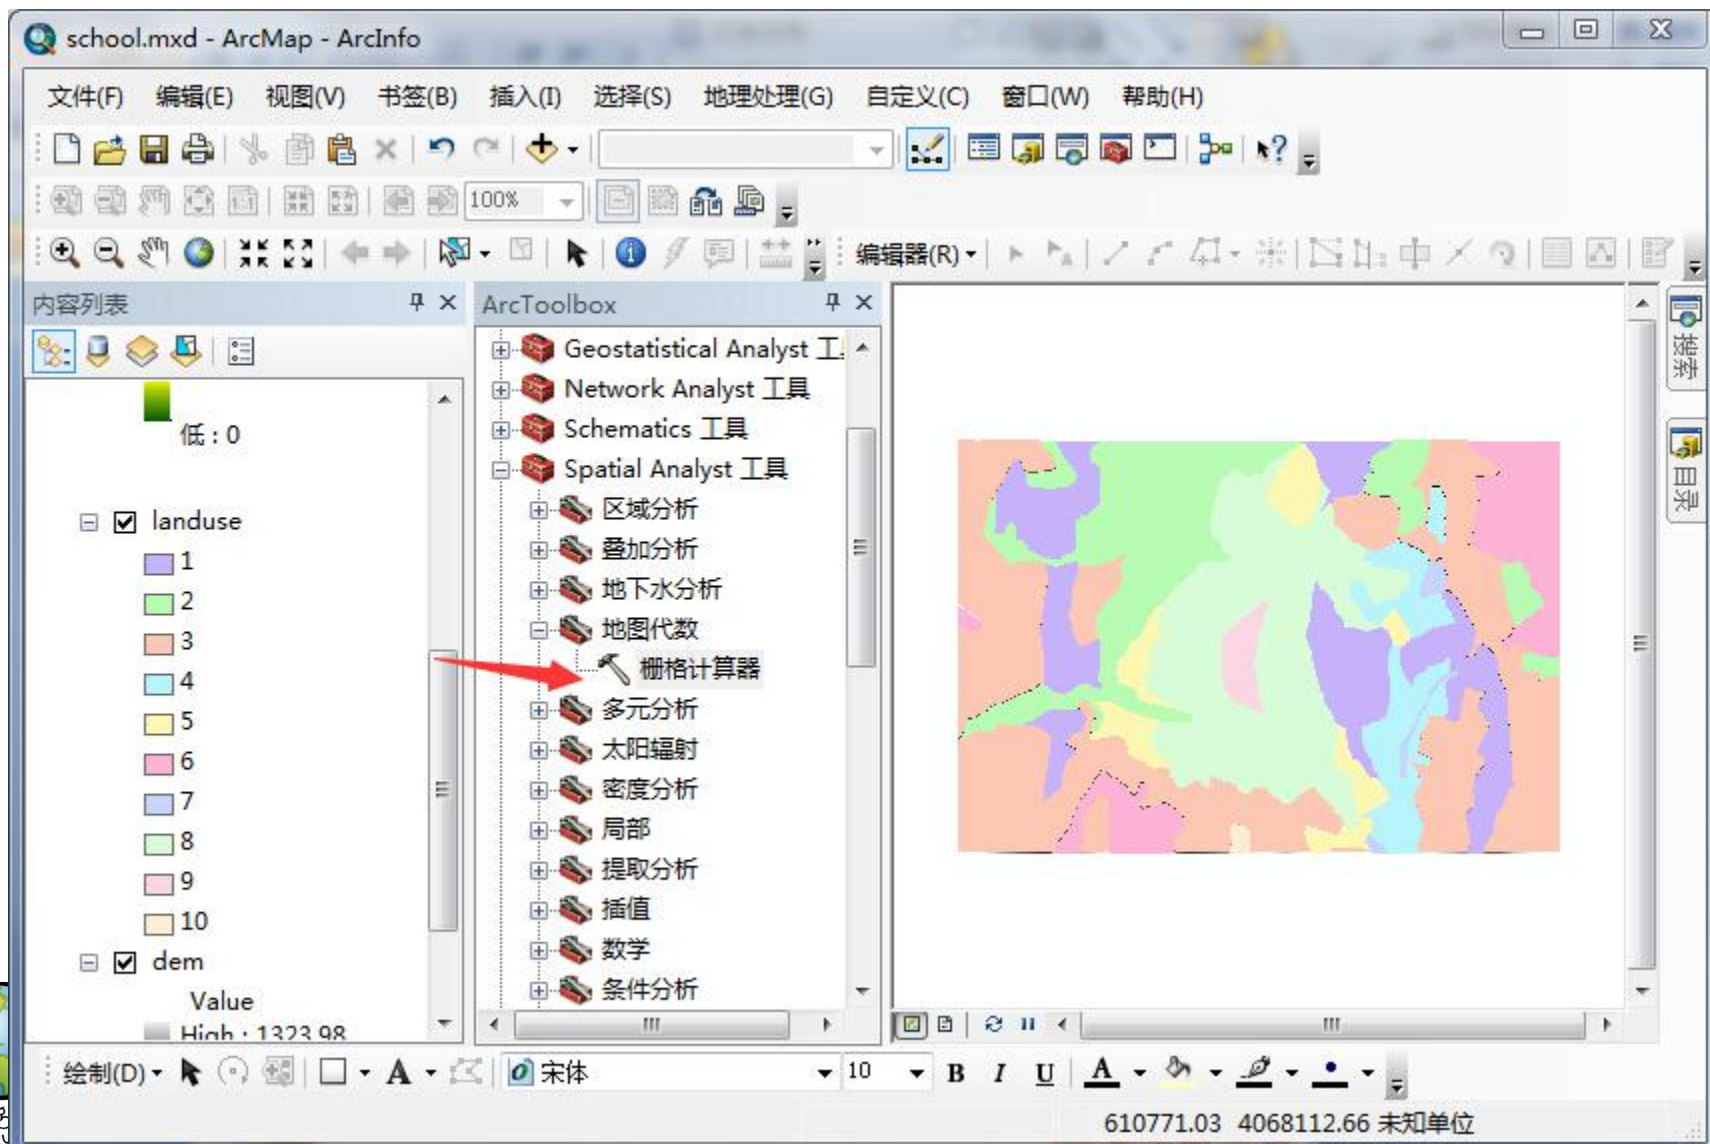 school.mxd - ArcMap - ArcInfo
文件(F) 编辑(E) 视图(V) 书签(B) 插入(I) 选择(S) 地理处理(G) 自定义(C) 窗口(W) 帮助(H)
100%
编辑器(R)
内容列表
低 : 0
landuse
1
2
3
4
5
6
7
8
9
10
dem
Value
High : 1323.98
ArcToolbox
Geostatistical Analyst 工
Network Analyst 工具
Schematics 工具
Spatial Analyst 工具
区域分析
叠加分析
地下水分析
地图代数
栅格计算器
多元分析
太阳辐射
密度分析
局部
提取分析
插值
数学
条件分析
搜索
目录
绘制(D) A 宋体 10 B I U A
610771.03 4068112.66 未知单位